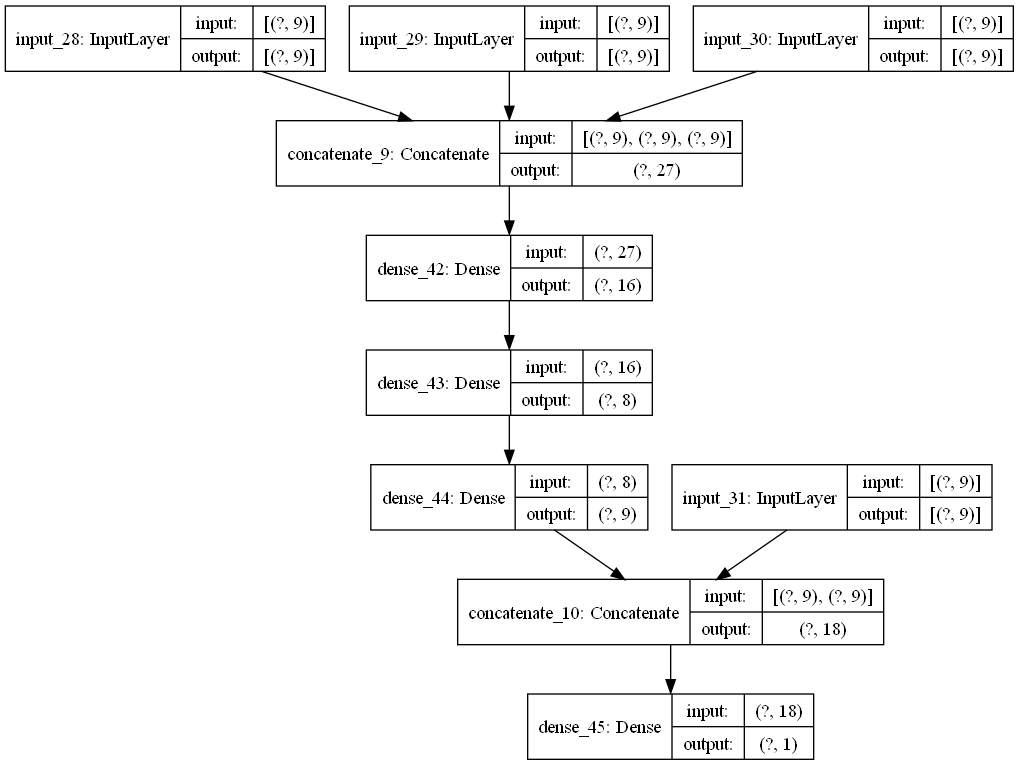 input_28: InputLayer input: [(?, 9)] output: [(?, 9)]
input_29: InputLayer input: [(?, 9)] output: [(?, 9)]
input_30: InputLayer input: [(?, 9)] output: [(?, 9)]
concatenate_9: Concatenate input: [(?, 9), (?, 9), (?, 9)] output: (?, 27)
dense_42: Dense input: (?, 27) output: (?, 16)
dense_43: Dense input: (?, 16) output: (?, 8)
dense_44: Dense input: (?, 8) output: (?, 9)
input_31: InputLayer input: [(?, 9)] output: [(?, 9)]
concatenate_10: Concatenate input: [(?, 9), (?, 9)] output: (?, 18)
dense_45: Dense input: (?, 18) output: (?, 1)